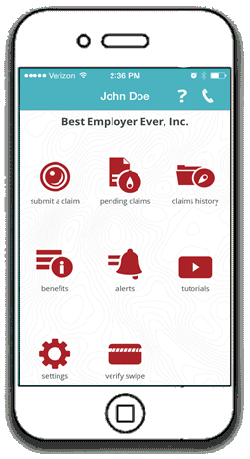 Verizon 2:36 PM
John Doe ?
Best Employer Ever, Inc.
submit a claim pending claims claims history
benefits alerts tutorials
settings verify swipe